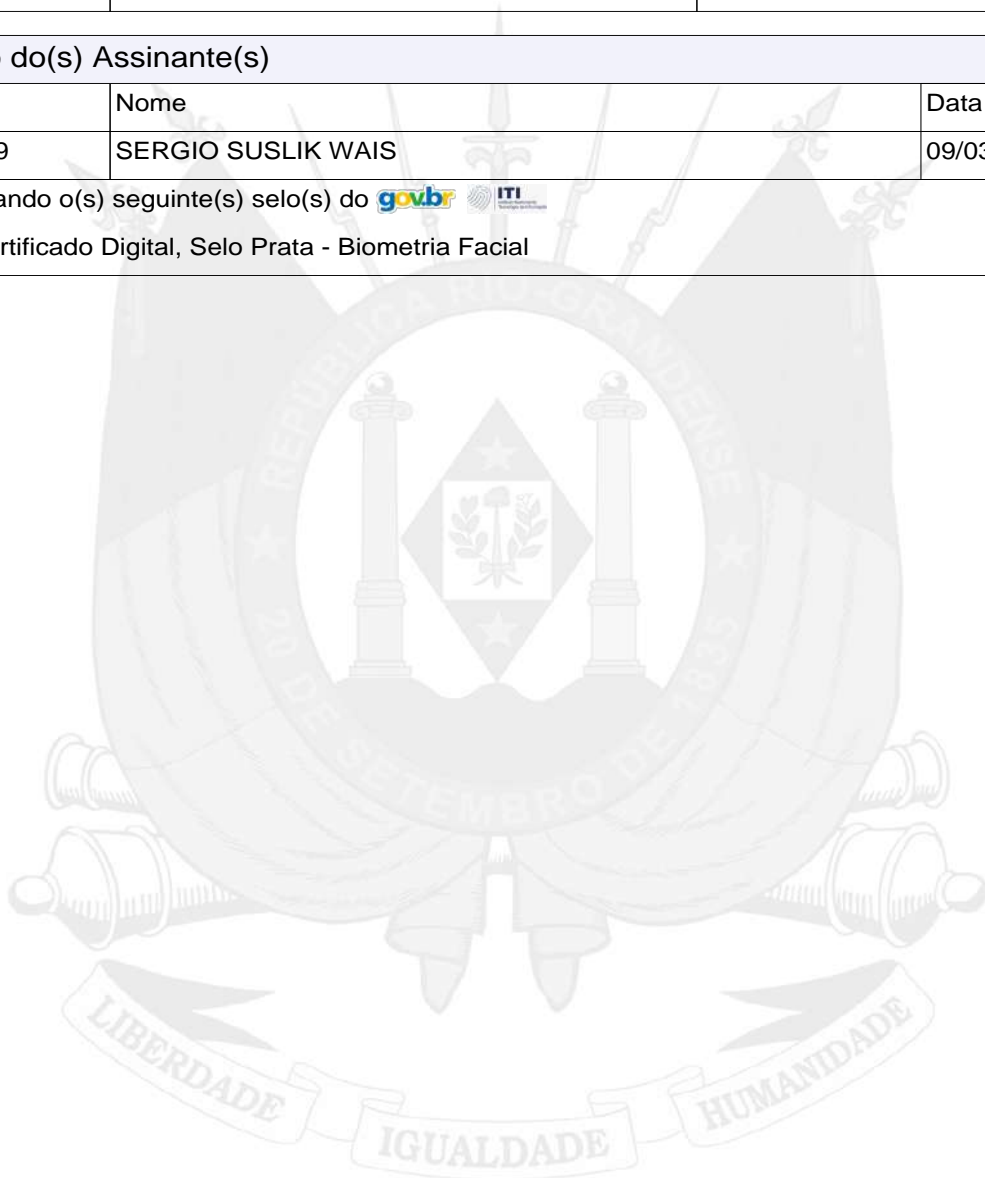 do(s) Assinante(s)
Nome Data
9 SERGIO SUSLIK WAIS 09/03
ando o(s) seguinte(s) selo(s) do gov.br ITI
rtificado Digital, Selo Prata - Biometria Facial
REPÚBLICA RIO-GRANDENSE
20 DE SETEMBRO DE 1835
LIBERDADE IGUALDADE HUMANIDADE